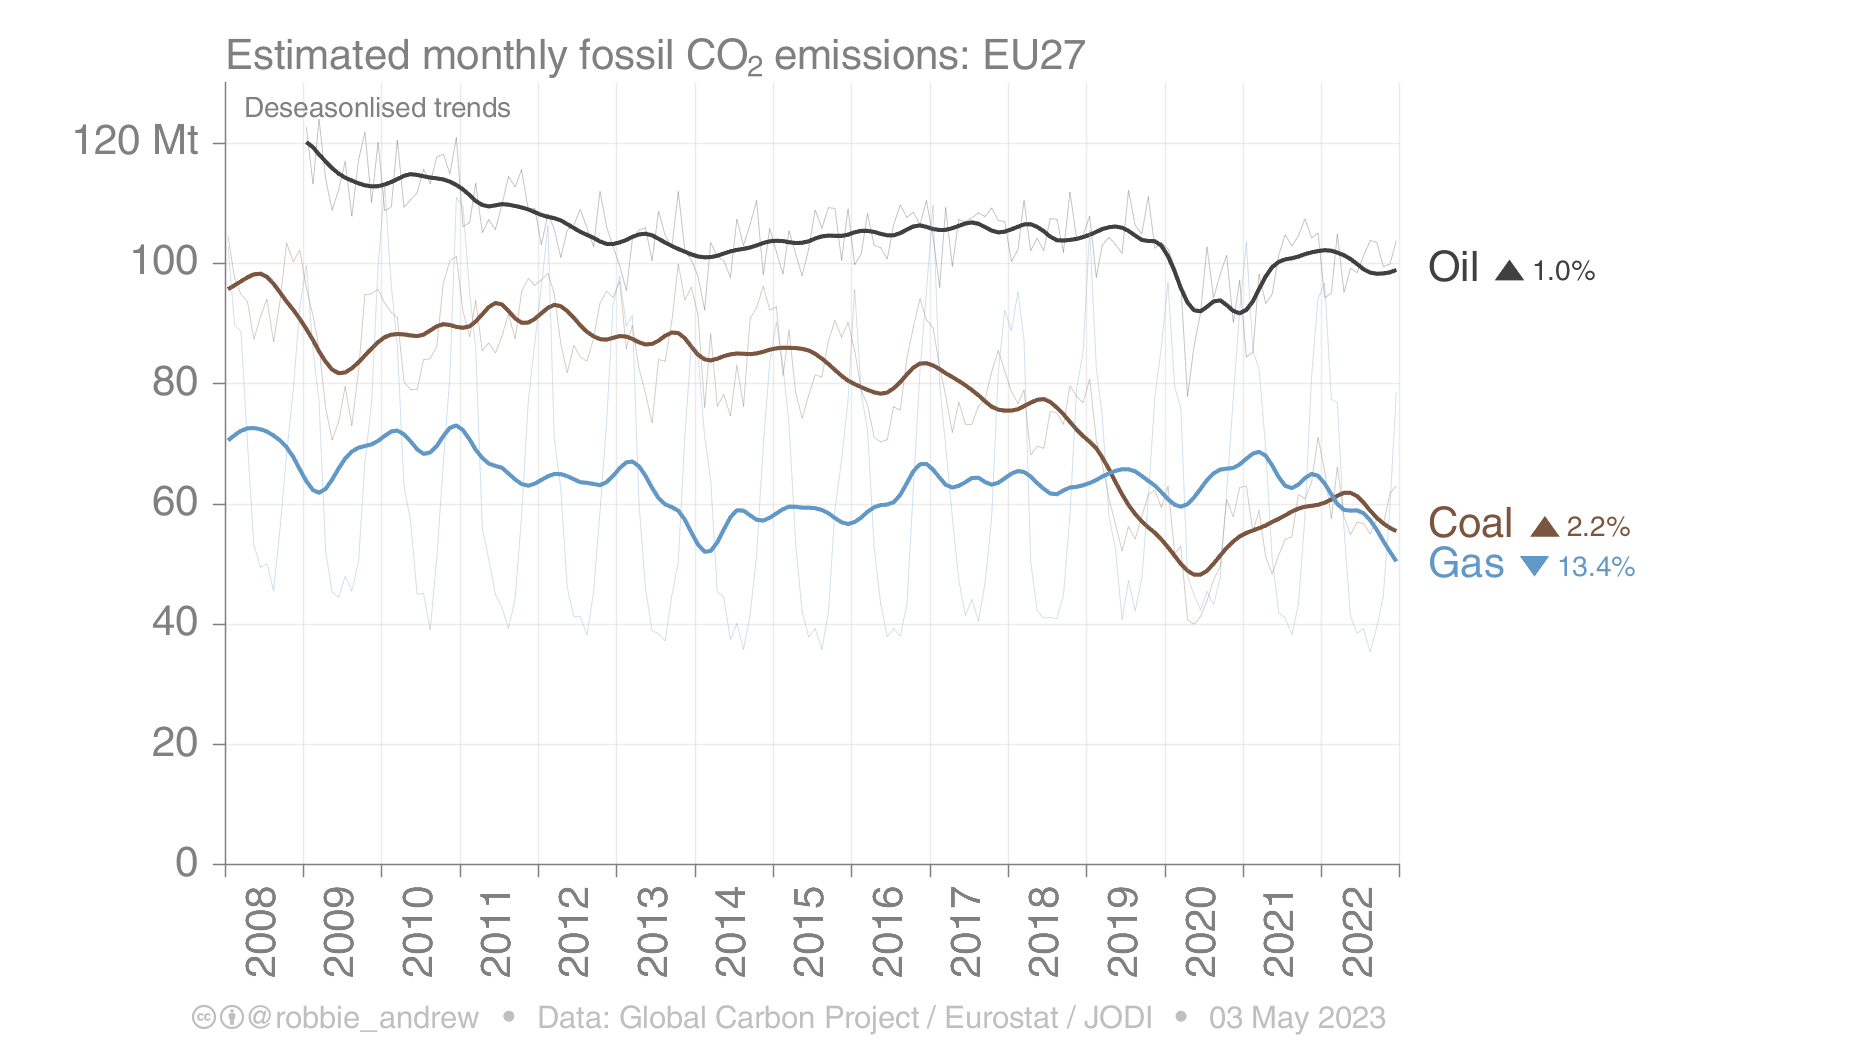 Estimated monthly fossil CO₂ emissions: EU27
Deseasonlised trends
120 Mt
100
80
60
40
20
0
Oil ▲ 1.0%
Coal ▲ 2.2%
Gas ▼ 13.4%
2008 2009 2010 2011 2012 2013 2014 2015 2016 2017 2018 2019 2020 2021 2022
@robbie_andrew • Data: Global Carbon Project / Eurostat / JODI • 03 May 2023